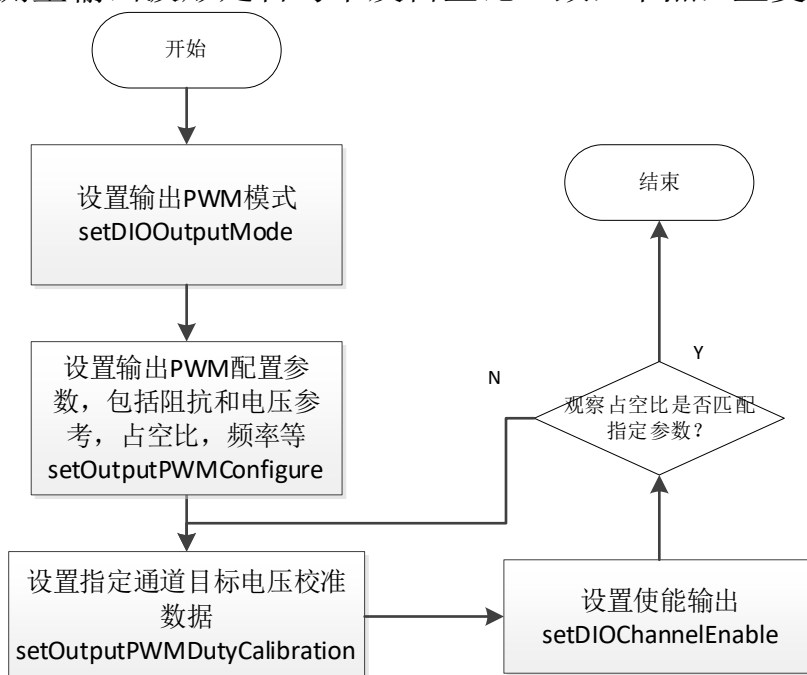 开始
设置输出PWM模式
setDIOOutputMode
设置输出PWM配置参
数，包括阻抗和电压参
考，占空比，频率等
setOutputPWMConfigure
设置指定通道目标电压校准
数据
setOutputPWMDutyCalibration
设置使能输出
setDIOChannelEnable
观察占空比是否匹配
指定参数？
N
Y
结束